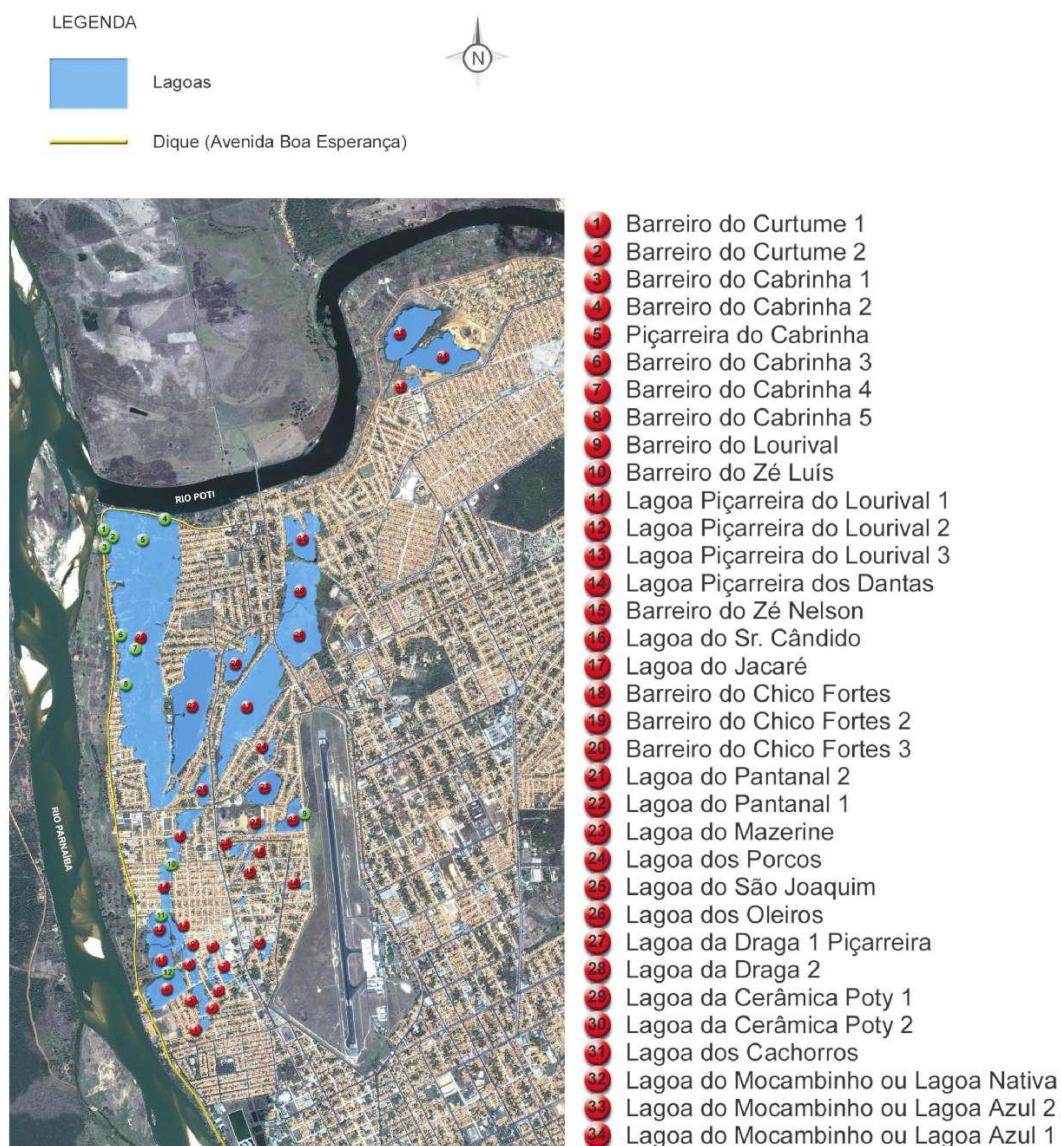 LEGENDA
N
Lagoas
Dique (Avenida Boa Esperança)
RIO POTI
RIO PARNAÍBA
1 Barreiro do Curtume 1
2 Barreiro do Curtume 2
3 Barreiro do Cabrinha 1
4 Barreiro do Cabrinha 2
5 Piçarreira do Cabrinha
6 Barreiro do Cabrinha 3
7 Barreiro do Cabrinha 4
8 Barreiro do Cabrinha 5
9 Barreiro do Lourival
10 Barreiro do Zé Luís
11 Lagoa Piçarreira do Lourival 1
12 Lagoa Piçarreira do Lourival 2
13 Lagoa Piçarreira do Lourival 3
14 Lagoa Piçarreira dos Dantas
15 Barreiro do Zé Nelson
16 Lagoa do Sr. Cândido
17 Lagoa do Jacaré
18 Barreiro do Chico Fortes
19 Barreiro do Chico Fortes 2
20 Barreiro do Chico Fortes 3
21 Lagoa do Pantanal 2
22 Lagoa do Pantanal 1
23 Lagoa do Mazerine
24 Lagoa dos Porcos
25 Lagoa do São Joaquim
26 Lagoa dos Oleiros
27 Lagoa da Draga 1 Piçarreira
28 Lagoa da Draga 2
29 Lagoa da Cerâmica Poty 1
30 Lagoa da Cerâmica Poty 2
31 Lagoa dos Cachorros
32 Lagoa do Mocambinho ou Lagoa Nativa
33 Lagoa do Mocambinho ou Lagoa Azul 2
34 Lagoa do Mocambinho ou Lagoa Azul 1